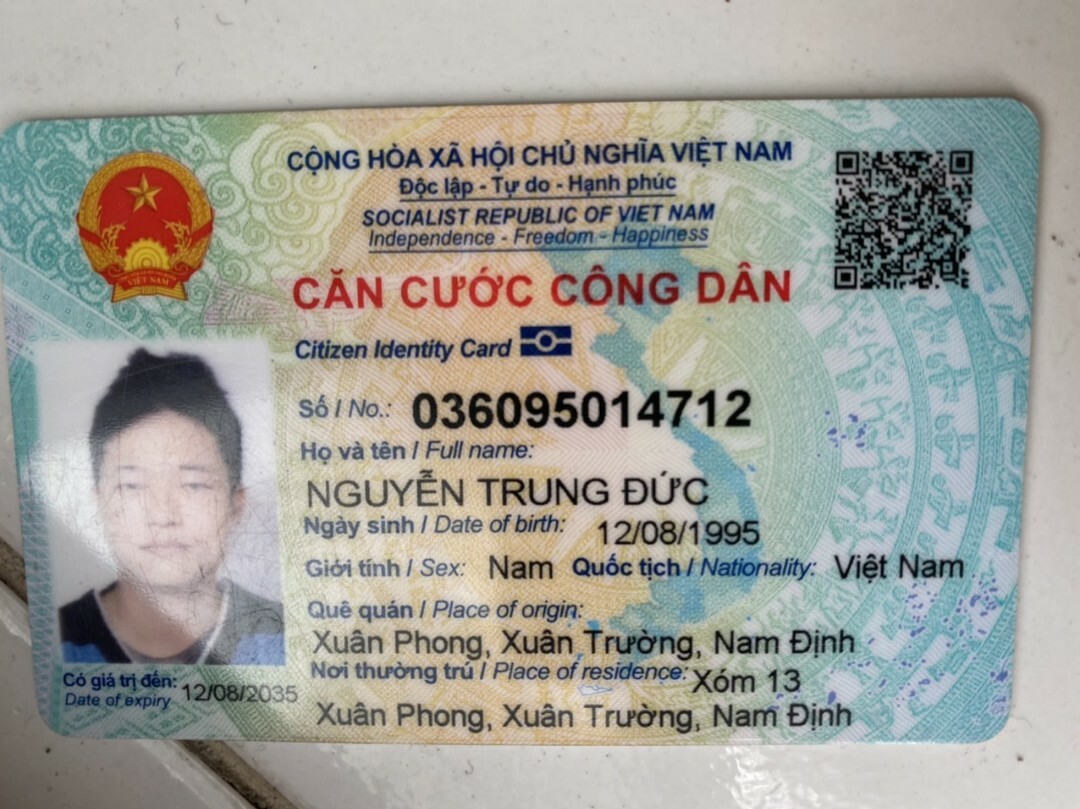 CỘNG HÒA XÃ HỘI CHỦ NGHĨA VIỆT NAM
Độc lập - Tự do - Hạnh phúc
SOCIALIST REPUBLIC OF VIET NAM
Independence - Freedom - Happiness
VIỆT NAM
CĂN CƯỚC CÔNG DÂN
Citizen Identity Card
Số / No.: 036095014712
Họ và tên / Full name:
NGUYỄN TRUNG ĐỨC
Ngày sinh / Date of birth: 12/08/1995
Giới tính / Sex: Nam Quốc tịch / Nationality: Việt Nam
Quê quán / Place of origin:
Xuân Phong, Xuân Trường, Nam Định
Nơi thường trú / Place of residence: Xóm 13
Xuân Phong, Xuân Trường, Nam Định
Có giá trị đến: 12/08/2035
Date of expiry